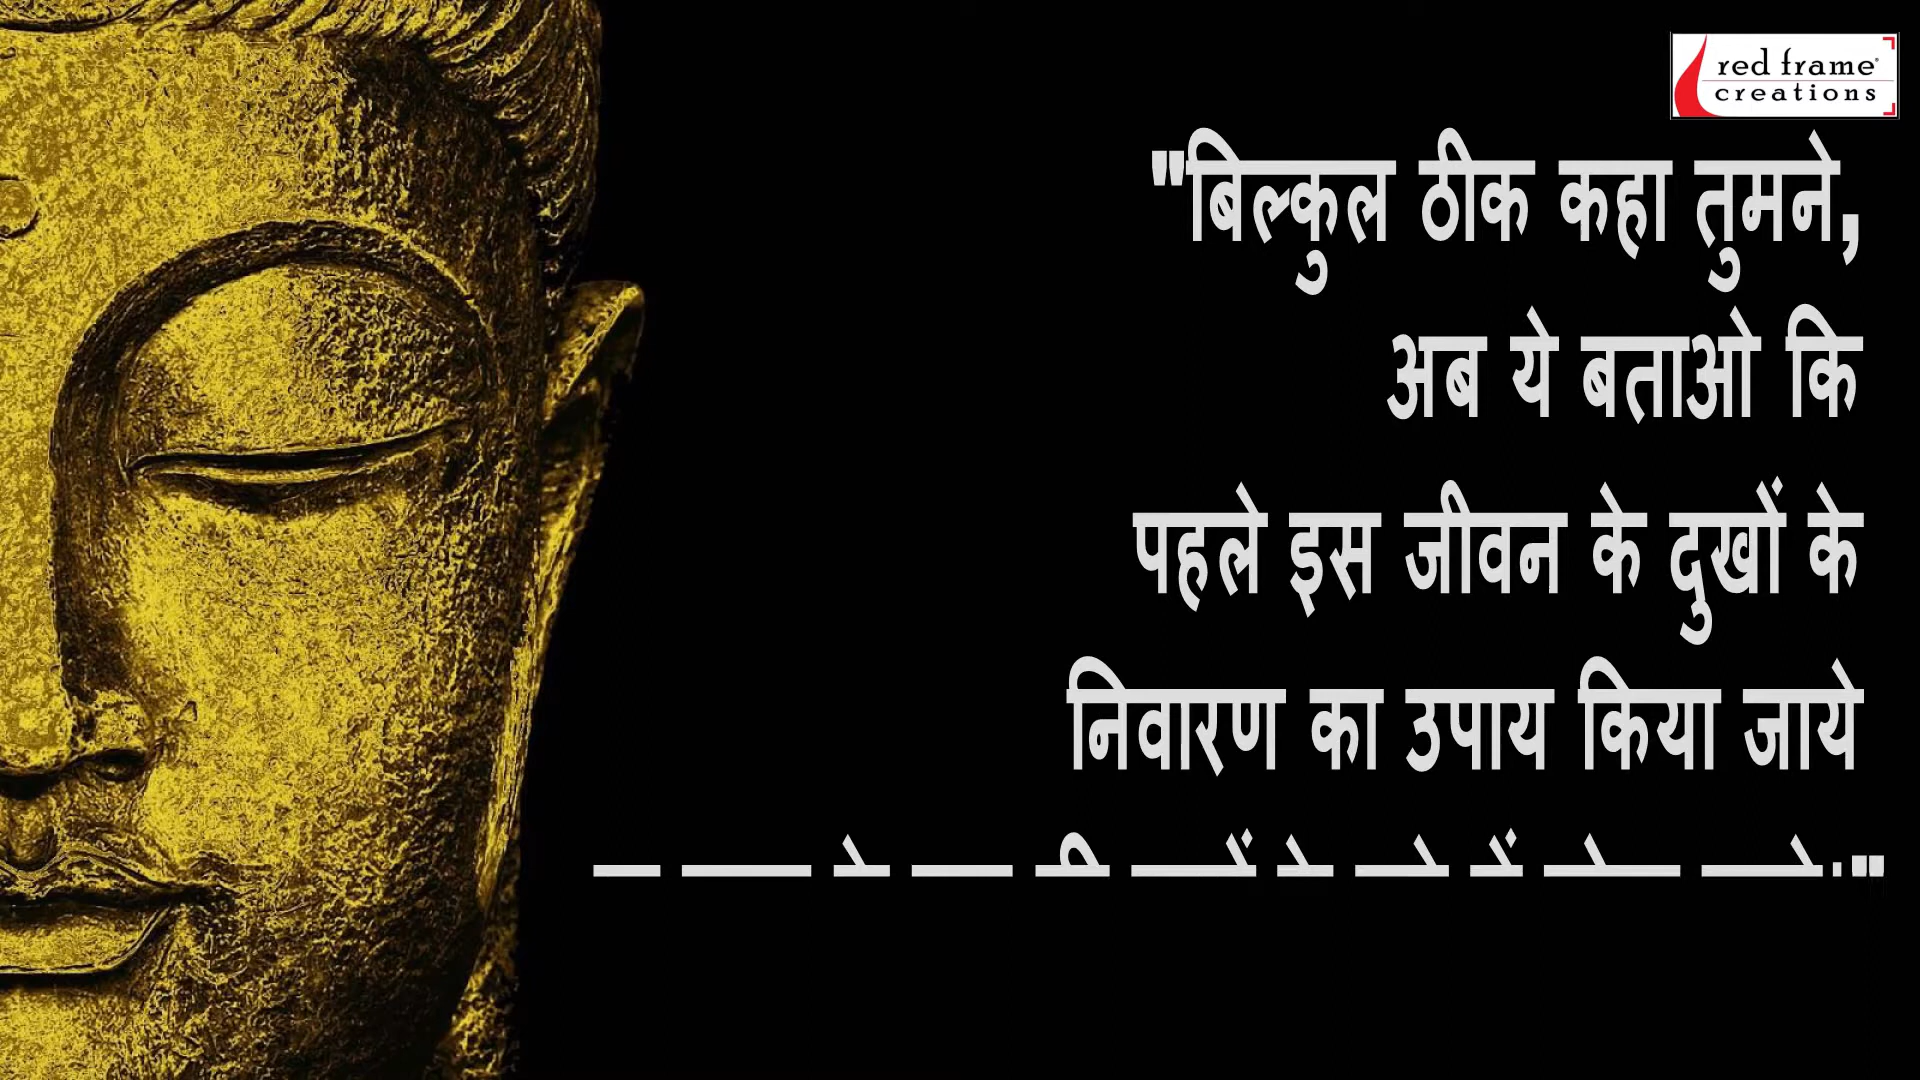 red frame
creations
"बिल्कुल ठीक कहा तुमने,
अब ये बताओ कि
पहले इस जीवन के दुखों के
निवारण का उपाय किया जाये